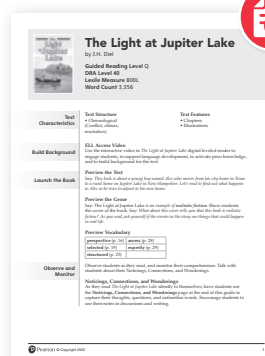 The Light at Jupiter Lake
by J.H. Diel
Guided Reading Level Q
DRA Level 40
Lexile Measure 800L
Word Count 3,356
Text Characteristics
Text Structure
• Chronological
(Conflict, climax,
resolution)
Text Features
• Chapters
• Illustrations
Build Background
ELL Access Video
Use the interactive video in The Light at Jupiter Lake digital leveled reader to
engage students, to support language development, to activate prior knowledge,
and to build background for the text.
Launch the Book
Preview the Text
Say: This book is about a young boy named Alec who moves from his city home in Texas
to a rural home on Jupiter Lake in New Hampshire. Let's read to find out what happens
to Alec as he tries to adjust to his new home.
Preview the Genre
Say: The Light at Jupiter Lake is an example of realistic fiction. Show students
the cover of the book. Say: What about this cover tells you that this book is realistic
fiction? As you read, ask yourself if the events in the story are things that could happen
in real life.
Preview Vocabulary
perspective (p. 16) access (p. 28)
selected (p. 19) expertly (p. 28)
structured (p. 25)
Observe and Monitor
Observe students as they read, and monitor their comprehension. Talk with
students about their Noticings, Connections, and Wonderings.
Noticings, Connections, and Wonderings
As they read The Light at Jupiter Lake silently to themselves, have students use
the Noticings, Connections, and Wonderings page at the end of this guide to
capture their thoughts, questions, and unfamiliar words. Encourage students to
use their notes in discussions and writing.
Pearson © Copyright 2020
1